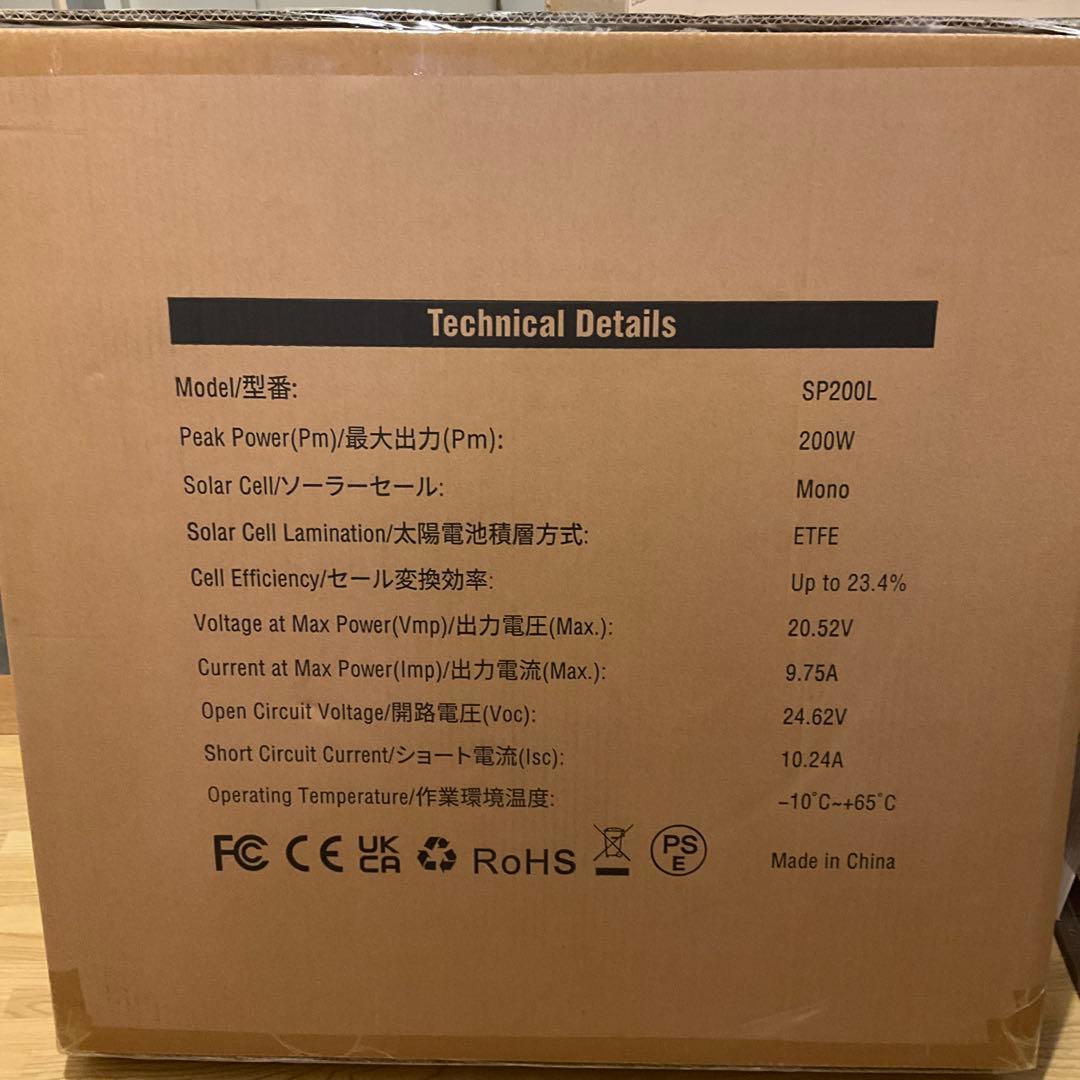 Technical Details
Model/型番: SP200L
Peak Power(Pm)/最大出力(Pm): 200W
Solar Cell/ソーラーセール: Mono
Solar Cell Lamination/太陽電池積層方式: ETFE
Cell Efficiency/セール変換効率: Up to 23.4%
Voltage at Max Power(Vmp)/出力電圧(Max.): 20.52V
Current at Max Power(Imp)/出力電流(Max.): 9.75A
Open Circuit Voltage/開路電圧(Voc): 24.62V
Short Circuit Current/ショート電流(Isc): 10.24A
Operating Temperature/作業環境温度: −10°C~+65°C
FC CE UK CA RoHS PS E Made in China